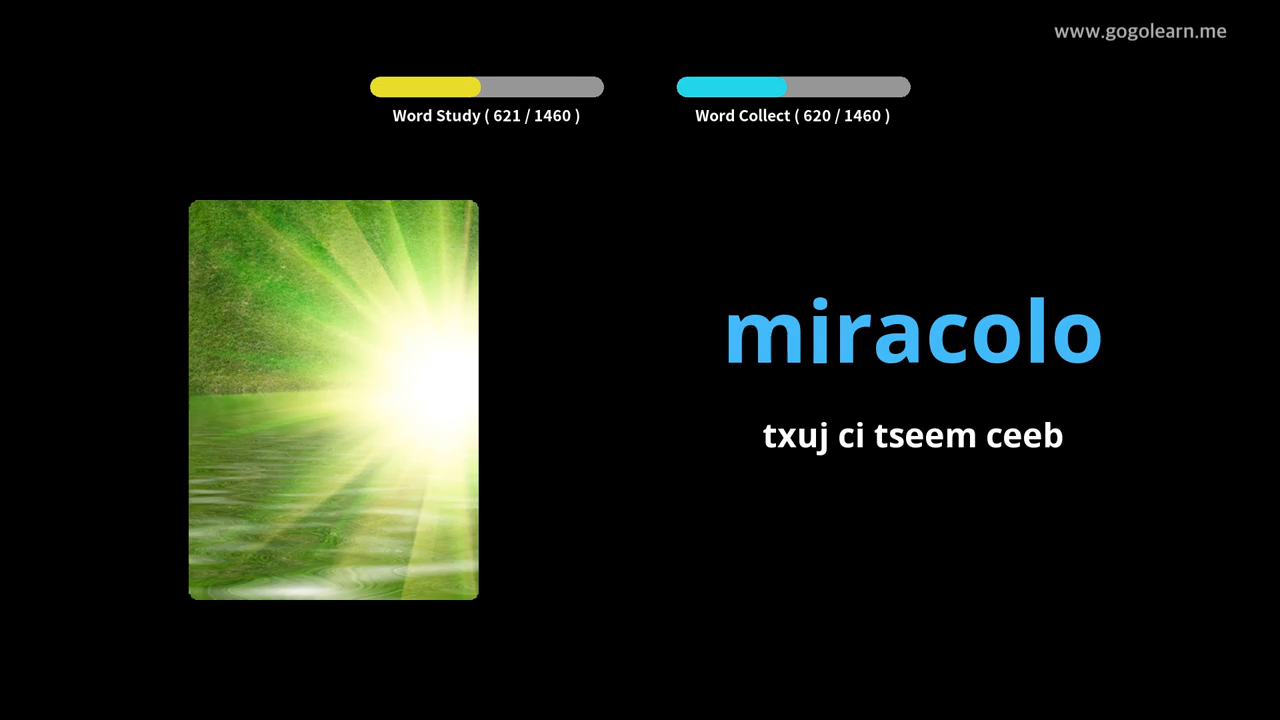 www.gogolearn.me
Word Study ( 621 / 1460 )
Word Collect ( 620 / 1460 )
miracolo
txuj ci tseem ceeb